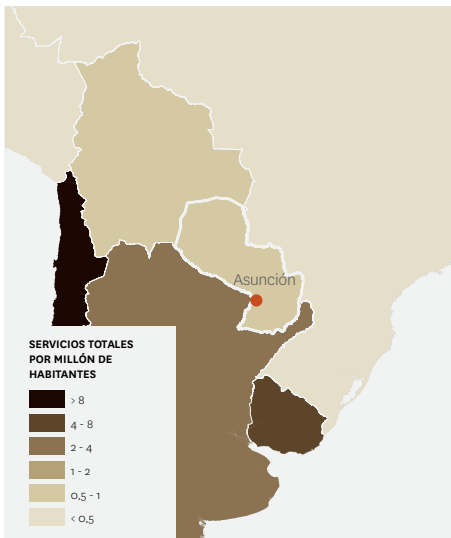 Asunción
SERVICIOS TOTALES
POR MILLÓN DE
HABITANTES
> 8
4 - 8
2 - 4
1 - 2
0,5 - 1
< 0,5